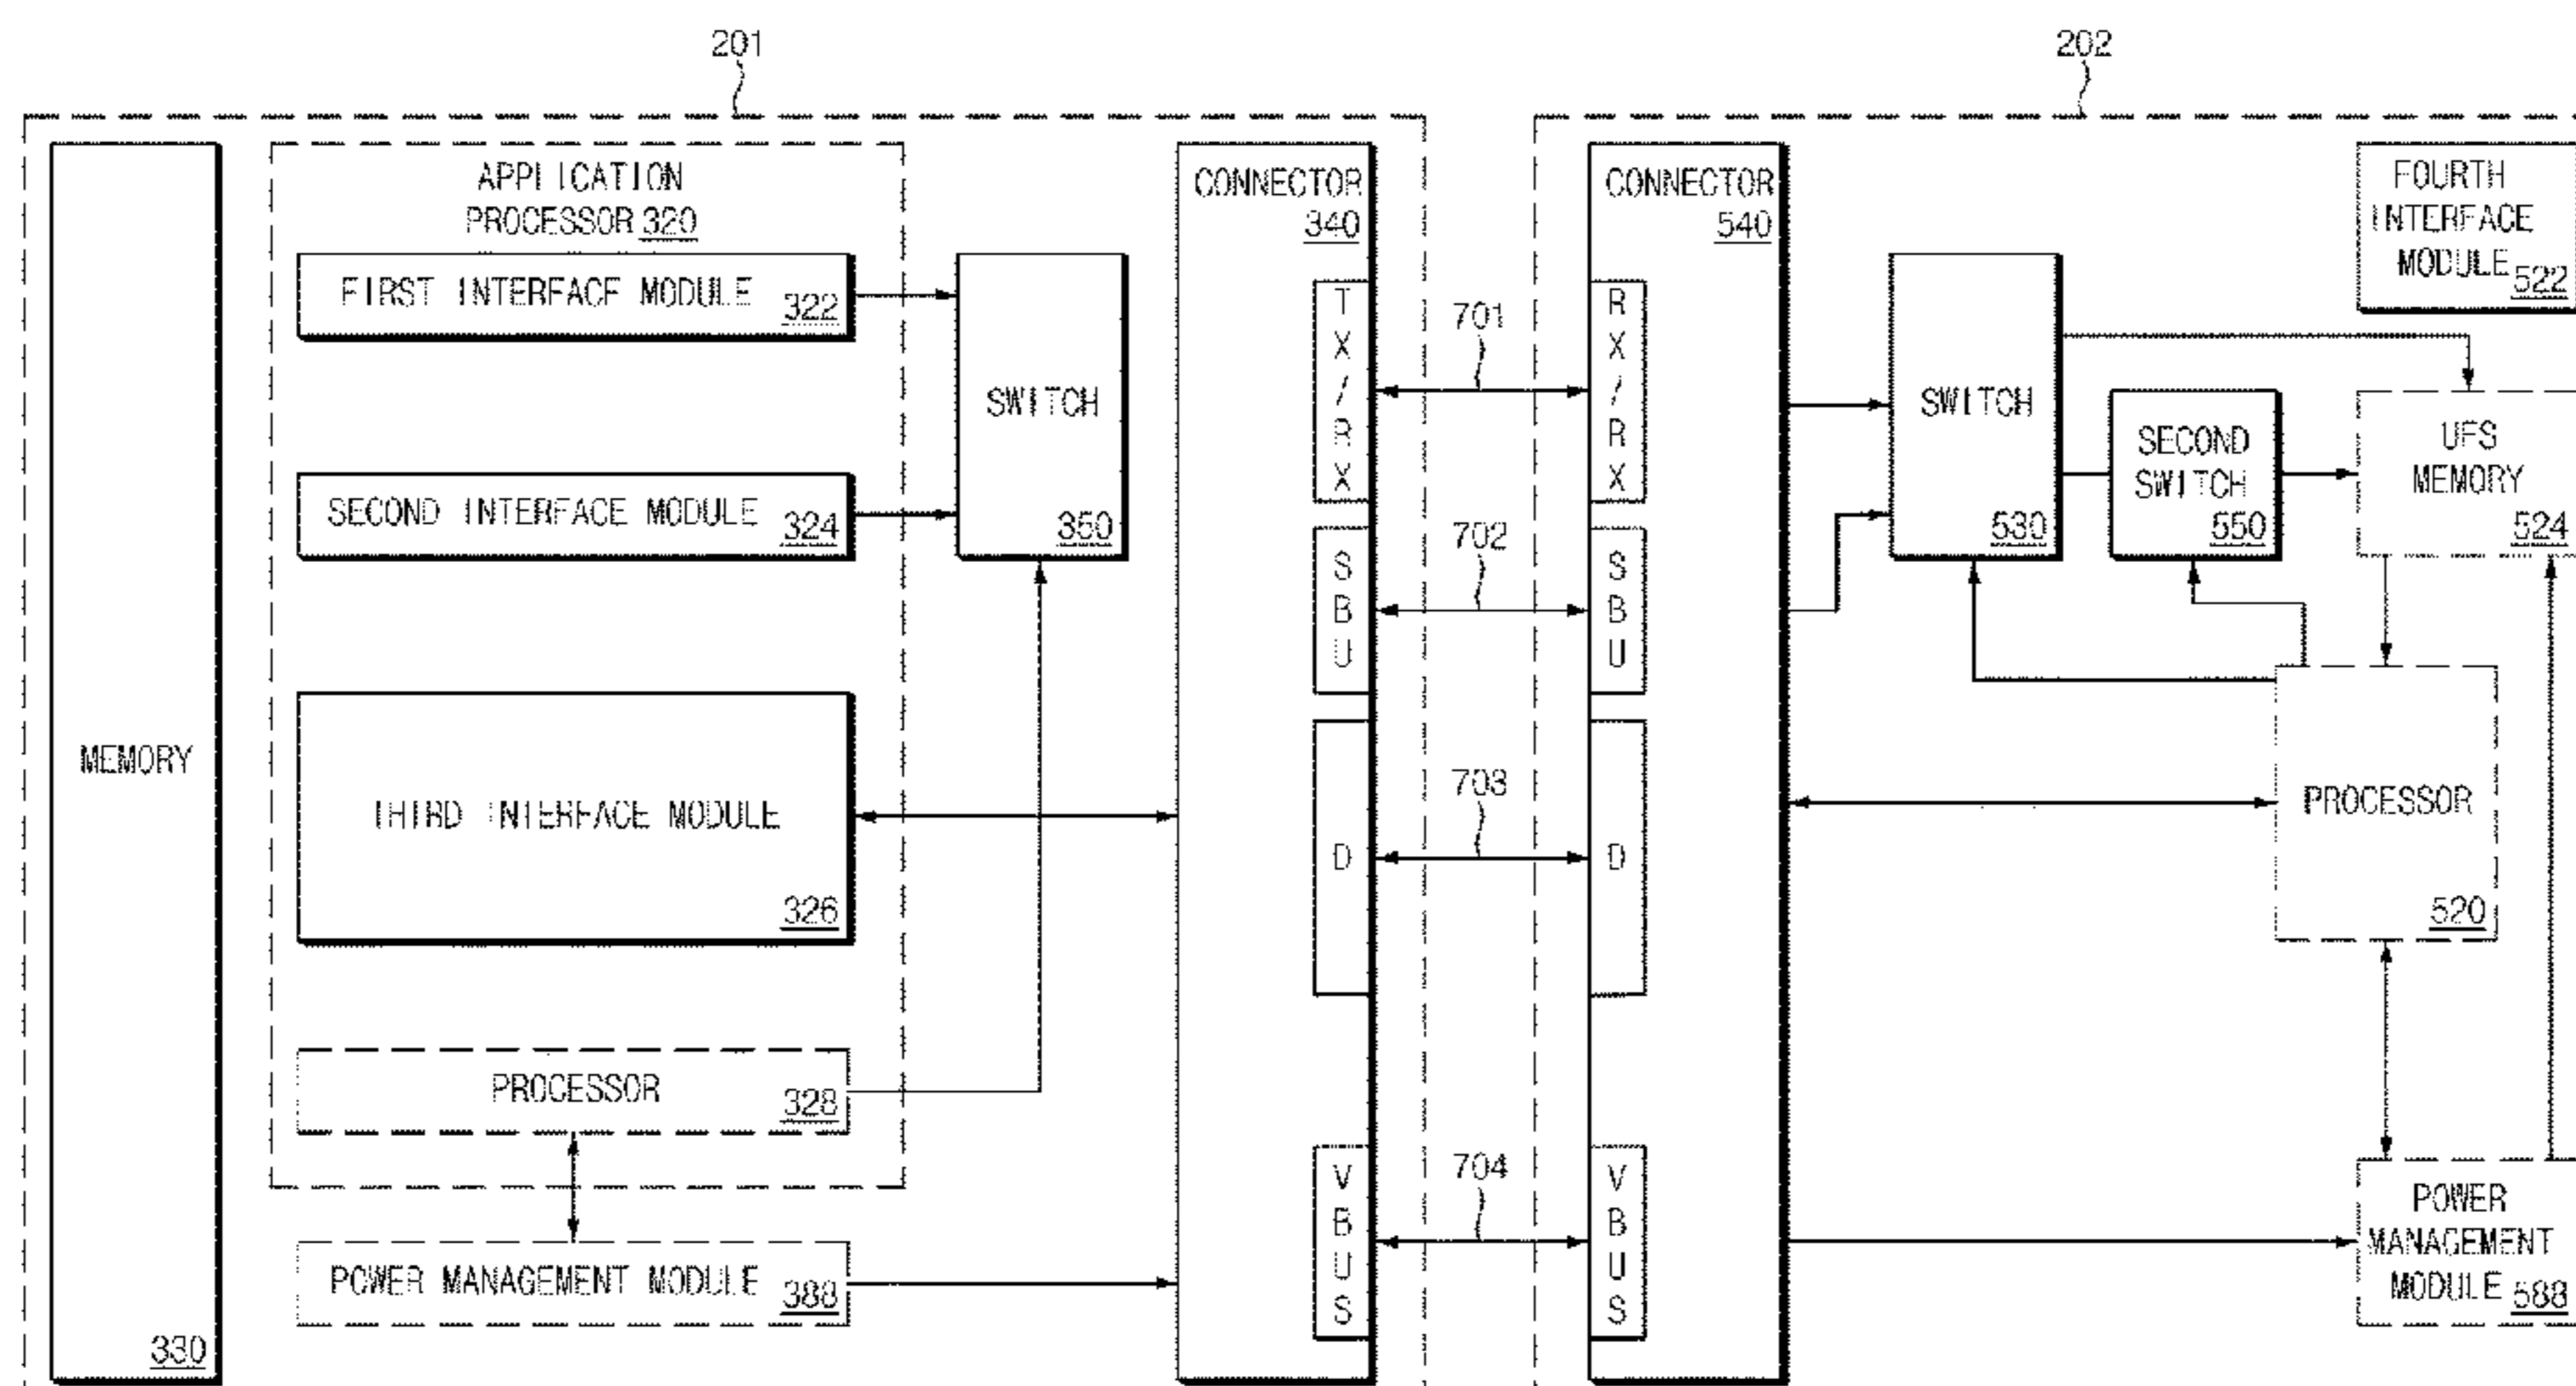 201
202
MEMORY
330
APPLICATION
PROCESSOR 320
FIRST INTERFACE MODULE
322
SECOND INTERFACE MODULE
324
THIRD INTERFACE MODULE
326
PROCESSOR
328
POWER MANAGEMENT MODULE
388
SWITCH
350
CONNECTOR
340
TX/RX
SBU
D
VBUS
701
702
703
704
CONNECTOR
540
RX/RX
SBU
D
VBUS
SWITCH
530
SECOND
SWITCH
550
FOURTH
INTERFACE
MODULE 522
UFS
MEMORY
524
PROCESSOR
520
POWER
MANAGEMENT
MODULE 588